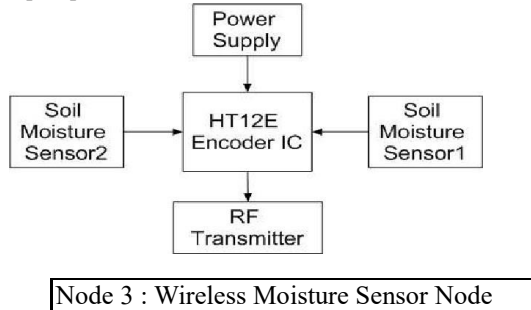 Power
Supply
Soil
Moisture
Sensor2
HT12E
Encoder IC
Soil
Moisture
Sensor1
RF
Transmitter
Node 3 : Wireless Moisture Sensor Node